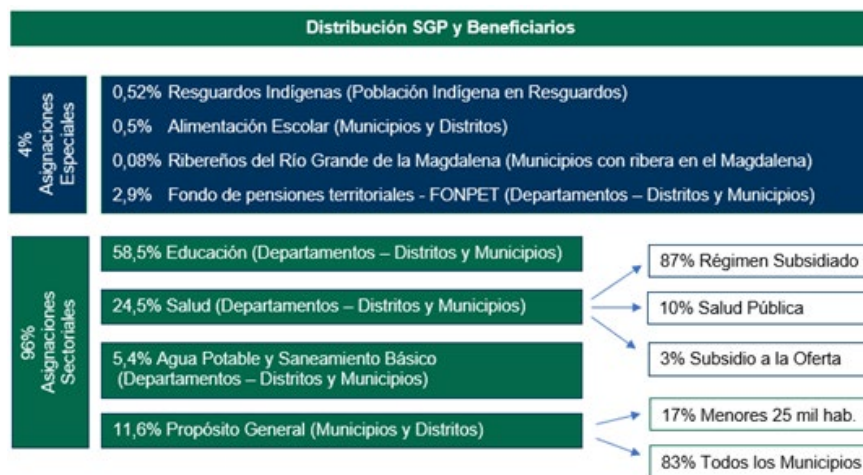 Distribución SGP y Beneficiarios
4%
Asignaciones
Especiales
0,52% Resguardos Indígenas (Población Indígena en Resguardos)
0,5% Alimentación Escolar (Municipios y Distritos)
0,08% Ribereños del Río Grande de la Magdalena (Municipios con ribera en el Magdalena)
2,9% Fondo de pensiones territoriales - FONPET (Departamentos – Distritos y Municipios)
96%
Asignaciones
Sectoriales
58,5% Educación (Departamentos – Distritos y Municipios)
24,5% Salud (Departamentos – Distritos y Municipios)
87% Régimen Subsidiado
10% Salud Pública
3% Subsidio a la Oferta
5,4% Agua Potable y Saneamiento Básico
(Departamentos – Distritos y Municipios)
11,6% Propósito General (Municipios y Distritos)
17% Menores 25 mil hab.
83% Todos los Municipios